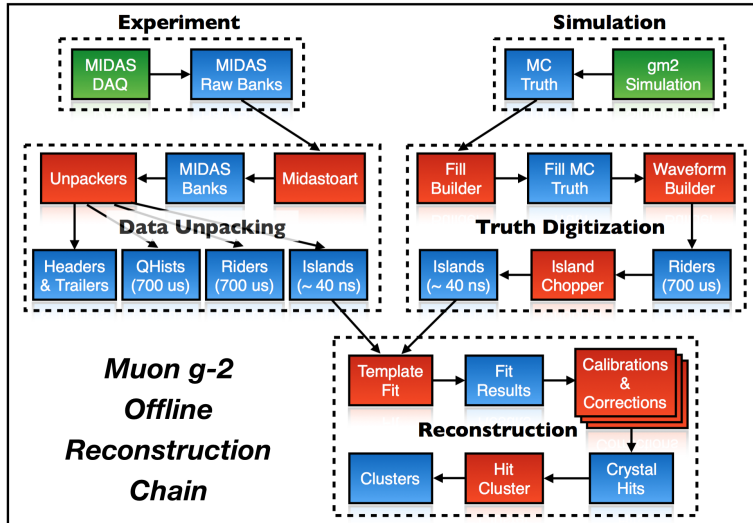 Experiment
Simulation
MIDAS
DAQ
MIDAS
Raw Banks
MC
Truth
gm2
Simulation
Unpackers
MIDAS
Banks
Midastoart
Fill
Builder
Fill MC
Truth
Waveform
Builder
Data Unpacking
Truth Digitization
Headers
& Trailers
QHists
(700 us)
Riders
(700 us)
Islands
(~ 40 ns)
Islands
(~ 40 ns)
Island
Chopper
Riders
(700 us)
Muon g-2
Offline
Reconstruction
Chain
Template
Fit
Fit
Results
Calibrations
&
Corrections
Reconstruction
Clusters
Hit
Cluster
Crystal
Hits